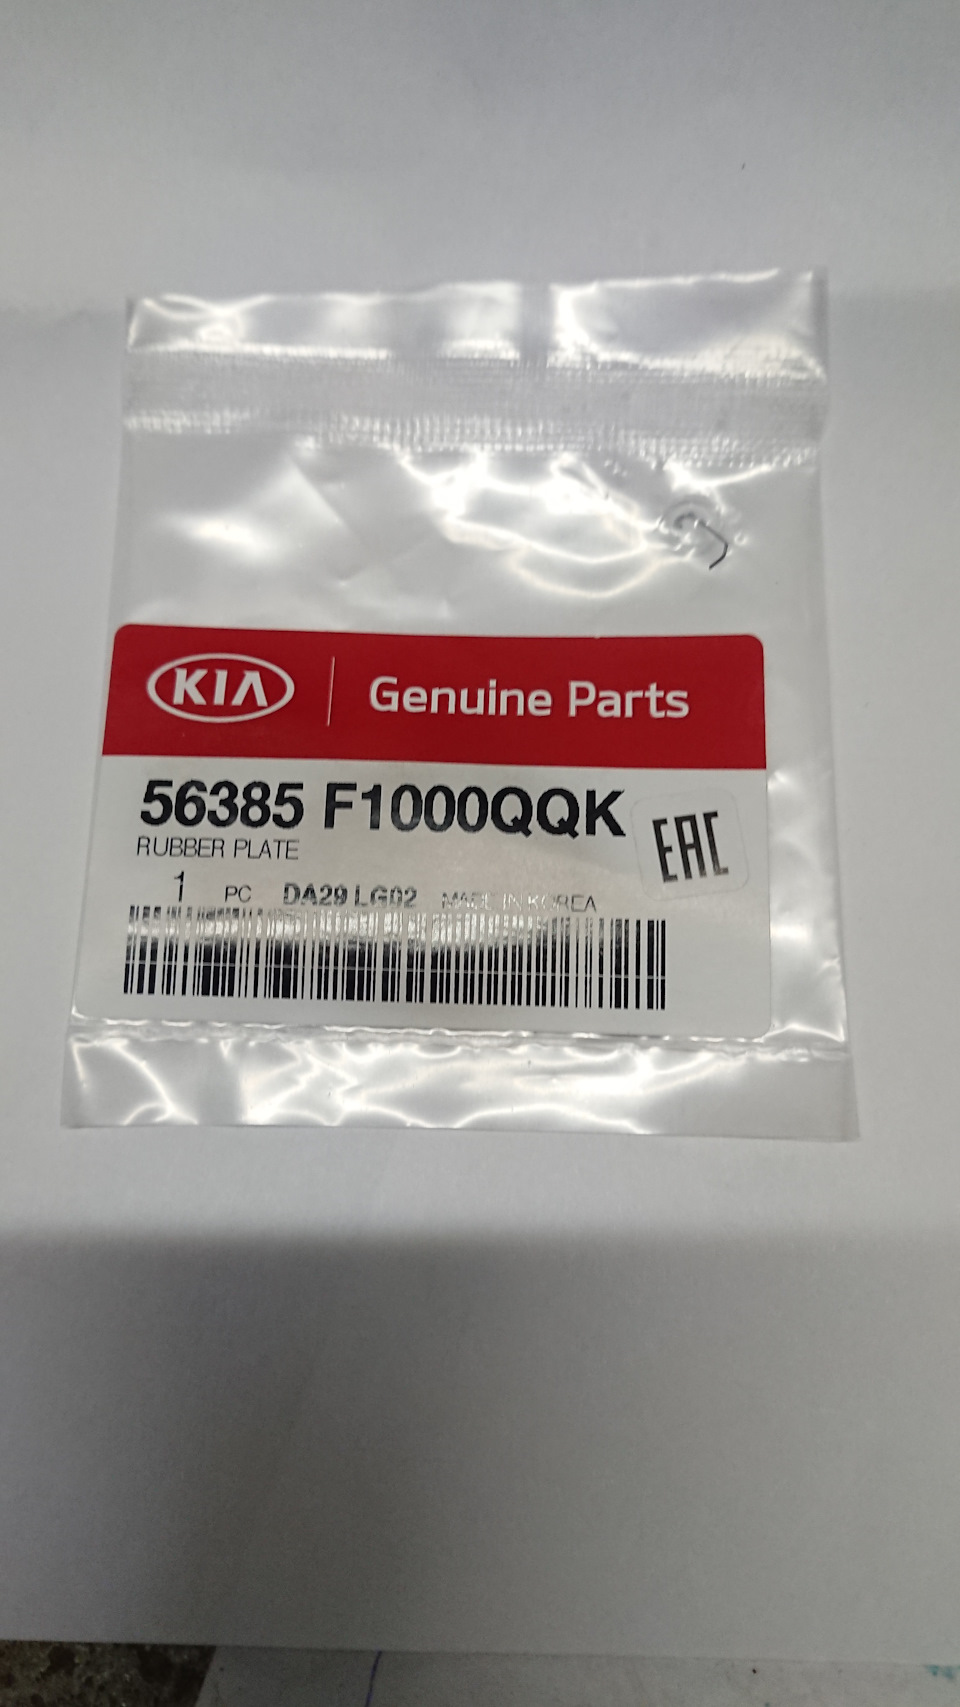 KIA Genuine Parts
56385 F1000QQK
EAC
RUBBER PLATE
1 PC DA29 LG02 MADE IN KOREA